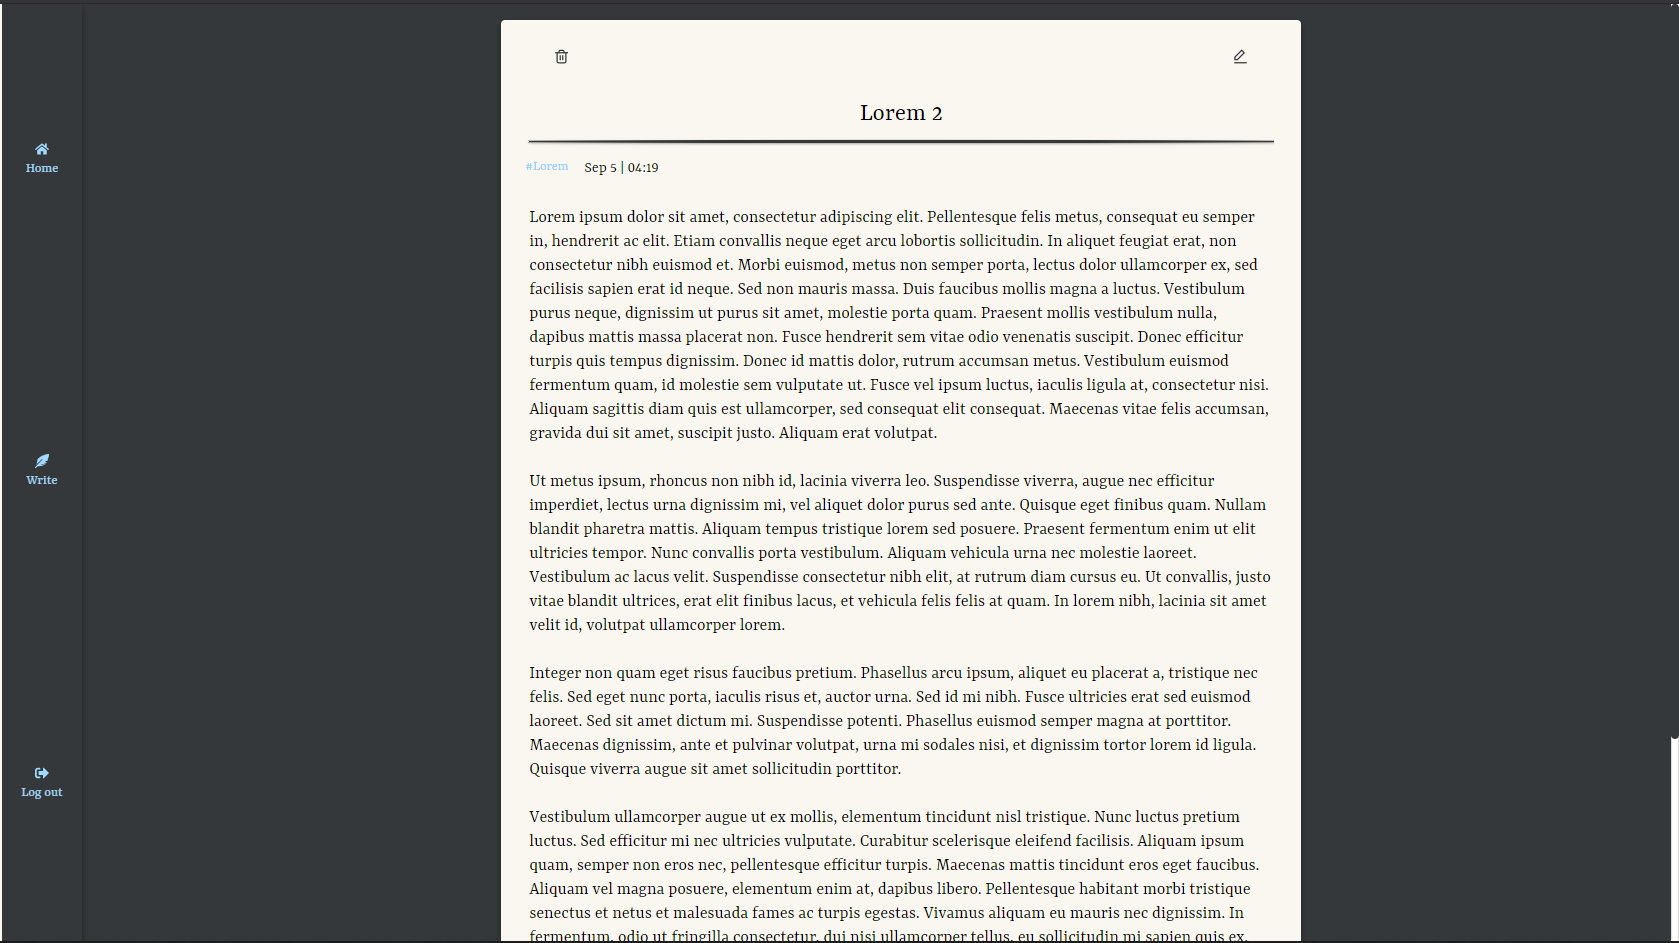 Home
Write
Log out
Lorem 2
#Lorem Sep 5 | 04:19
Lorem ipsum dolor sit amet, consectetur adipiscing elit. Pellentesque felis metus, consequat eu semper
in, hendrerit ac elit. Etiam convallis neque eget arcu lobortis sollicitudin. In aliquet feugiat erat, non
consectetur nibh euismod et. Morbi euismod, metus non semper porta, lectus dolor ullamcorper ex, sed
facilisis sapien erat id neque. Sed non mauris massa. Duis faucibus mollis magna a luctus. Vestibulum
purus neque, dignissim ut purus sit amet, molestie porta quam. Praesent mollis vestibulum nulla,
dapibus mattis massa placerat non. Fusce hendrerit sem vitae odio venenatis suscipit. Donec efficitur
turpis quis tempus dignissim. Donec id mattis dolor, rutrum accumsan metus. Vestibulum euismod
fermentum quam, id molestie sem vulputate ut. Fusce vel ipsum luctus, iaculis ligula at, consectetur nisi.
Aliquam sagittis diam quis est ullamcorper, sed consequat elit consequat. Maecenas vitae felis accumsan,
gravida dui sit amet, suscipit justo. Aliquam erat volutpat.
Ut metus ipsum, rhoncus non nibh id, lacinia viverra leo. Suspendisse viverra, augue nec efficitur
imperdiet, lectus urna dignissim mi, vel aliquet dolor purus sed ante. Quisque eget finibus quam. Nullam
blandit pharetra mattis. Aliquam tempus tristique lorem sed posuere. Praesent fermentum enim ut elit
ultricies tempor. Nunc convallis porta vestibulum. Aliquam vehicula urna nec molestie laoreet.
Vestibulum ac lacus velit. Suspendisse consectetur nibh elit, at rutrum diam cursus eu. Ut convallis, justo
vitae blandit ultrices, erat elit finibus lacus, et vehicula felis felis at quam. In lorem nibh, lacinia sit amet
velit id, volutpat ullamcorper lorem.
Integer non quam eget risus faucibus pretium. Phasellus arcu ipsum, aliquet eu placerat a, tristique nec
felis. Sed eget nunc porta, iaculis risus et, auctor urna. Sed id mi nibh. Fusce ultricies erat sed euismod
laoreet. Sed sit amet dictum mi. Suspendisse potenti. Phasellus euismod semper magna at porttitor.
Maecenas dignissim, ante et pulvinar volutpat, urna mi sodales nisi, et dignissim tortor lorem id ligula.
Quisque viverra augue sit amet sollicitudin porttitor.
Vestibulum ullamcorper augue ut ex mollis, elementum tincidunt nisl tristique. Nunc luctus pretium
luctus. Sed efficitur mi nec ultricies vulputate. Curabitur scelerisque eleifend facilisis. Aliquam ipsum
quam, semper non eros nec, pellentesque efficitur turpis. Maecenas mattis tincidunt eros eget faucibus.
Aliquam vel magna posuere, elementum enim at, dapibus libero. Pellentesque habitant morbi tristique
senectus et netus et malesuada fames ac turpis egestas. Vivamus aliquam eu mauris nec dignissim. In
fermentum, odio ut fringilla consectetur, dui nisi ullamcorper tellus, eu sollicitudin mi sapien quis ex.